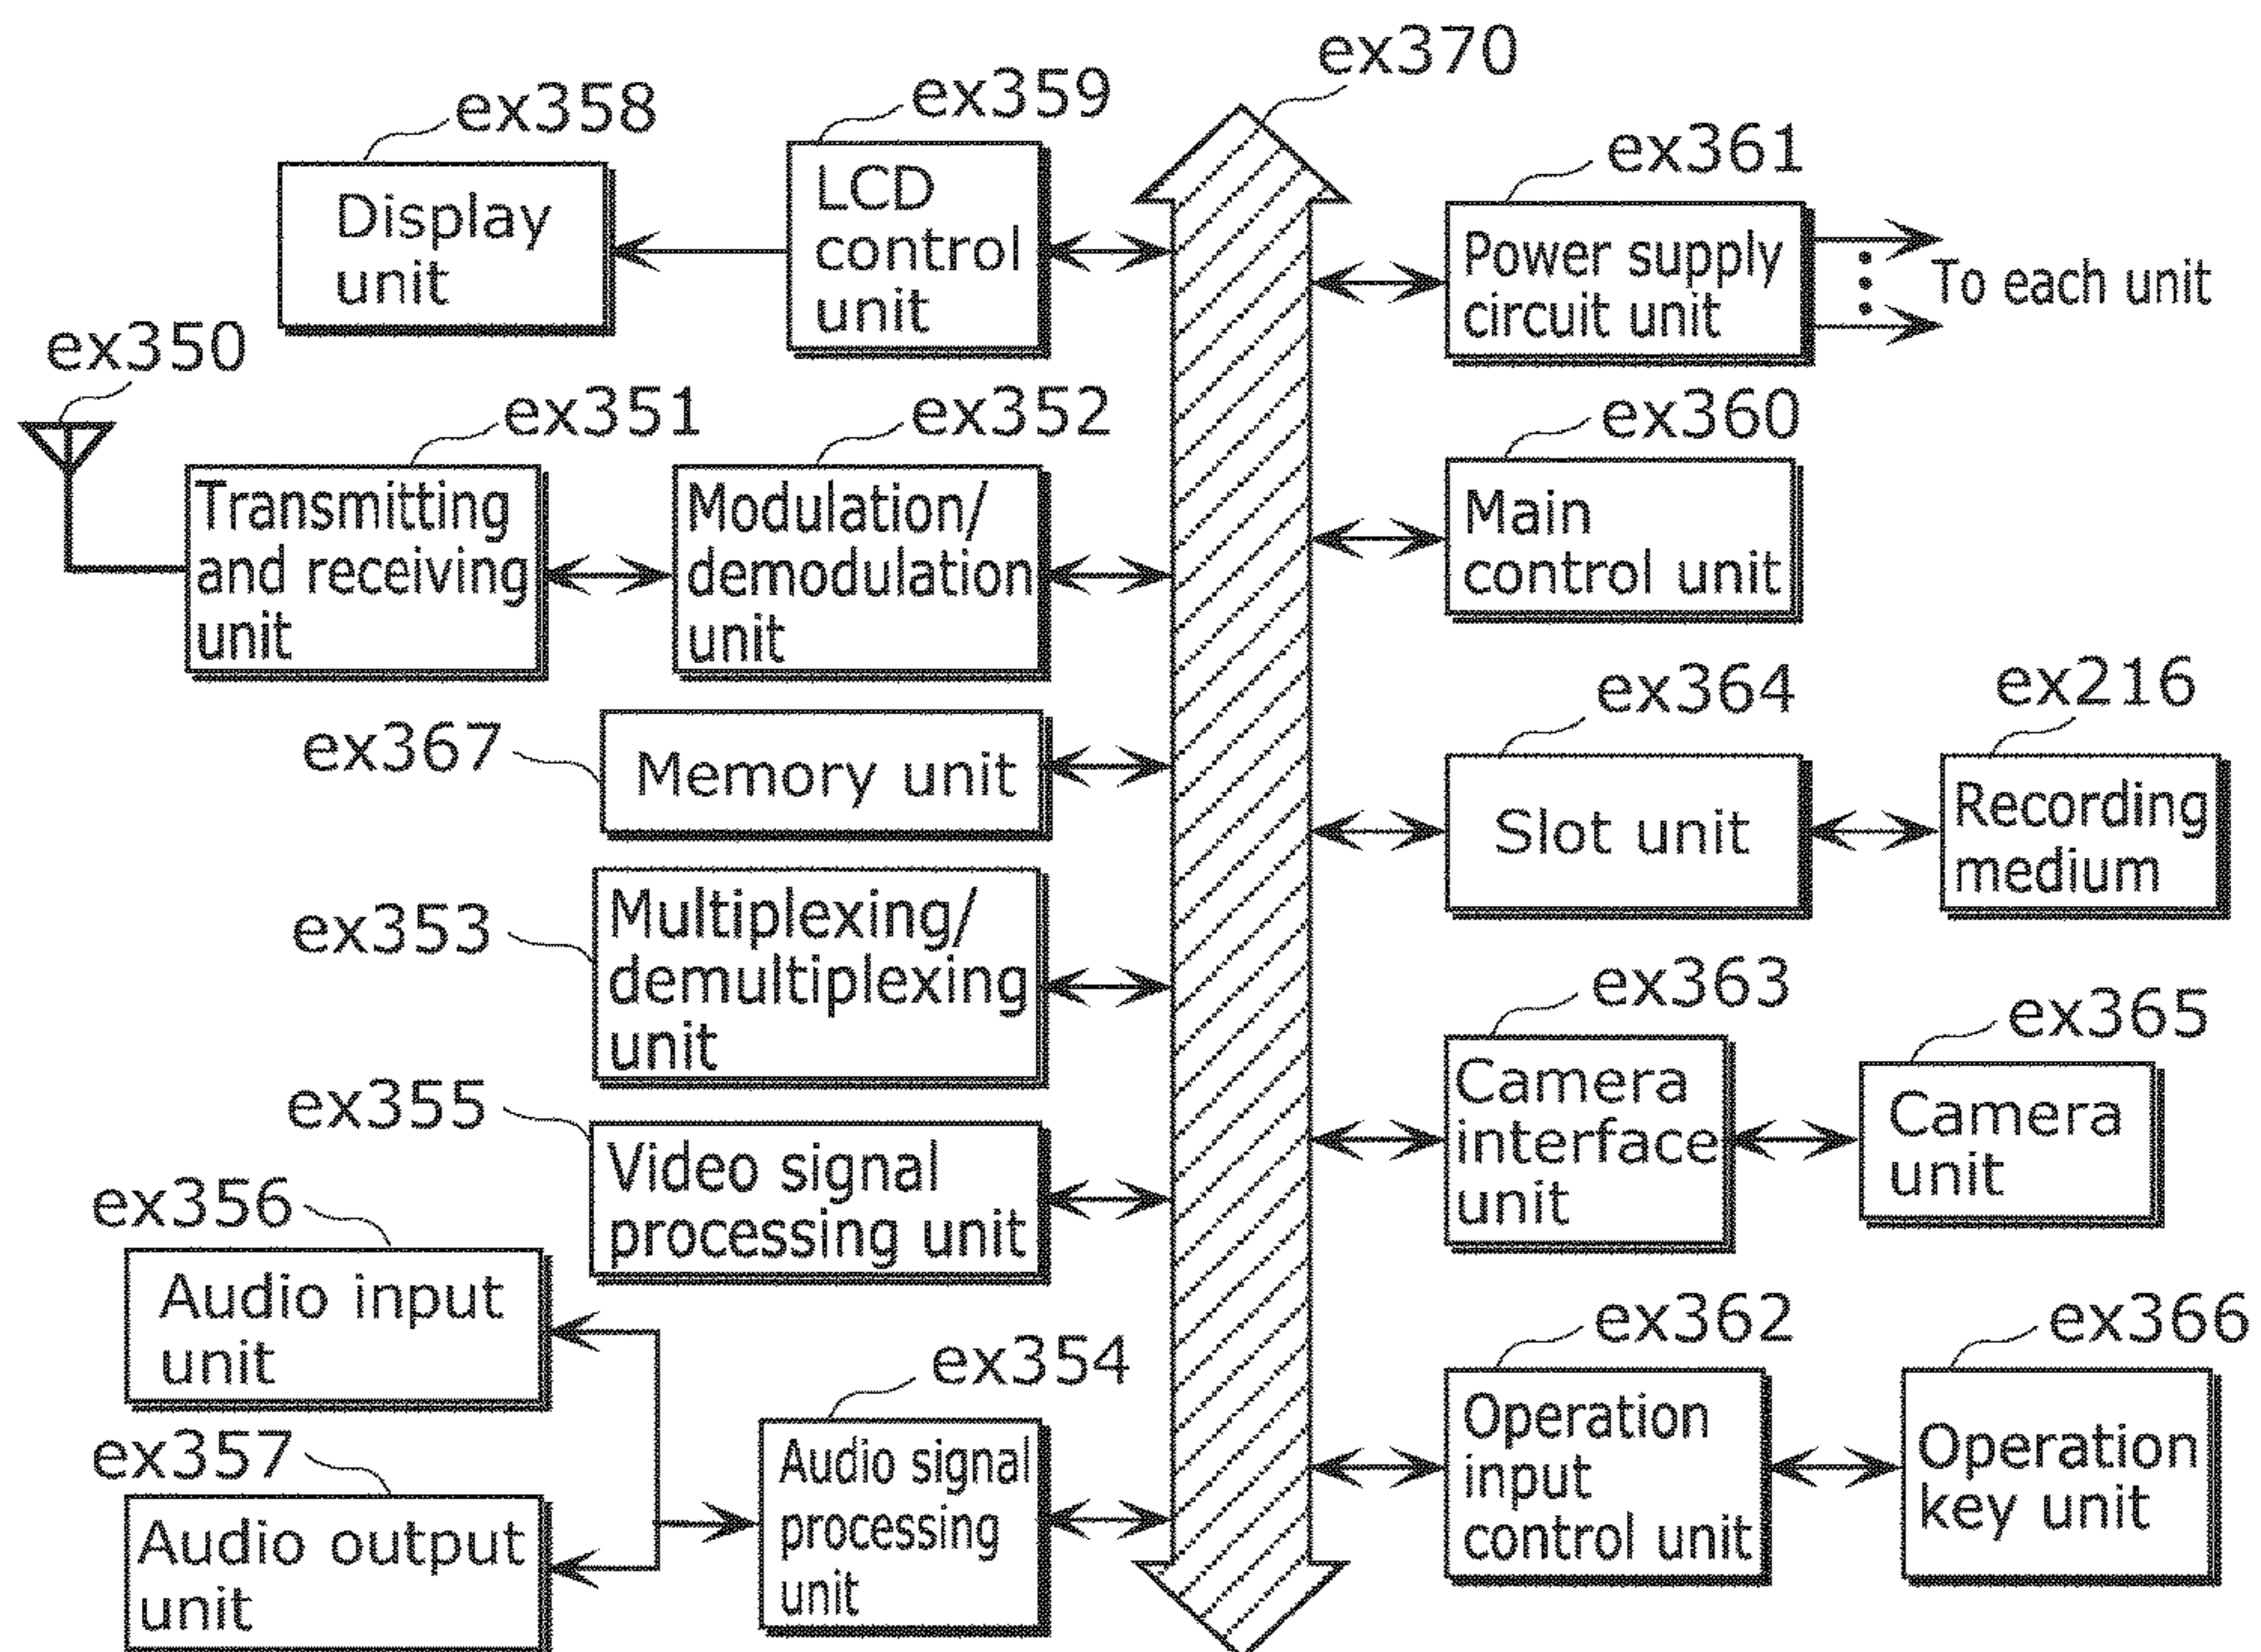 ex370
ex359
ex358
ex361
LCD
control
unit
Display
unit
Power supply
circuit unit
To each unit
ex350
ex351
ex352
ex360
Transmitting
and receiving
unit
Modulation/
demodulation
unit
Main
control unit
ex364
ex216
ex367
Memory unit
Slot unit
Recording
medium
ex353
Multiplexing/
demultiplexing
unit
ex363
ex365
Camera
interface
unit
Camera
unit
ex355
Video signal
processing unit
ex356
Audio input
unit
ex354
ex362
ex366
ex357
Audio output
unit
Audio signal
processing
unit
Operation
input
control unit
Operation
key unit